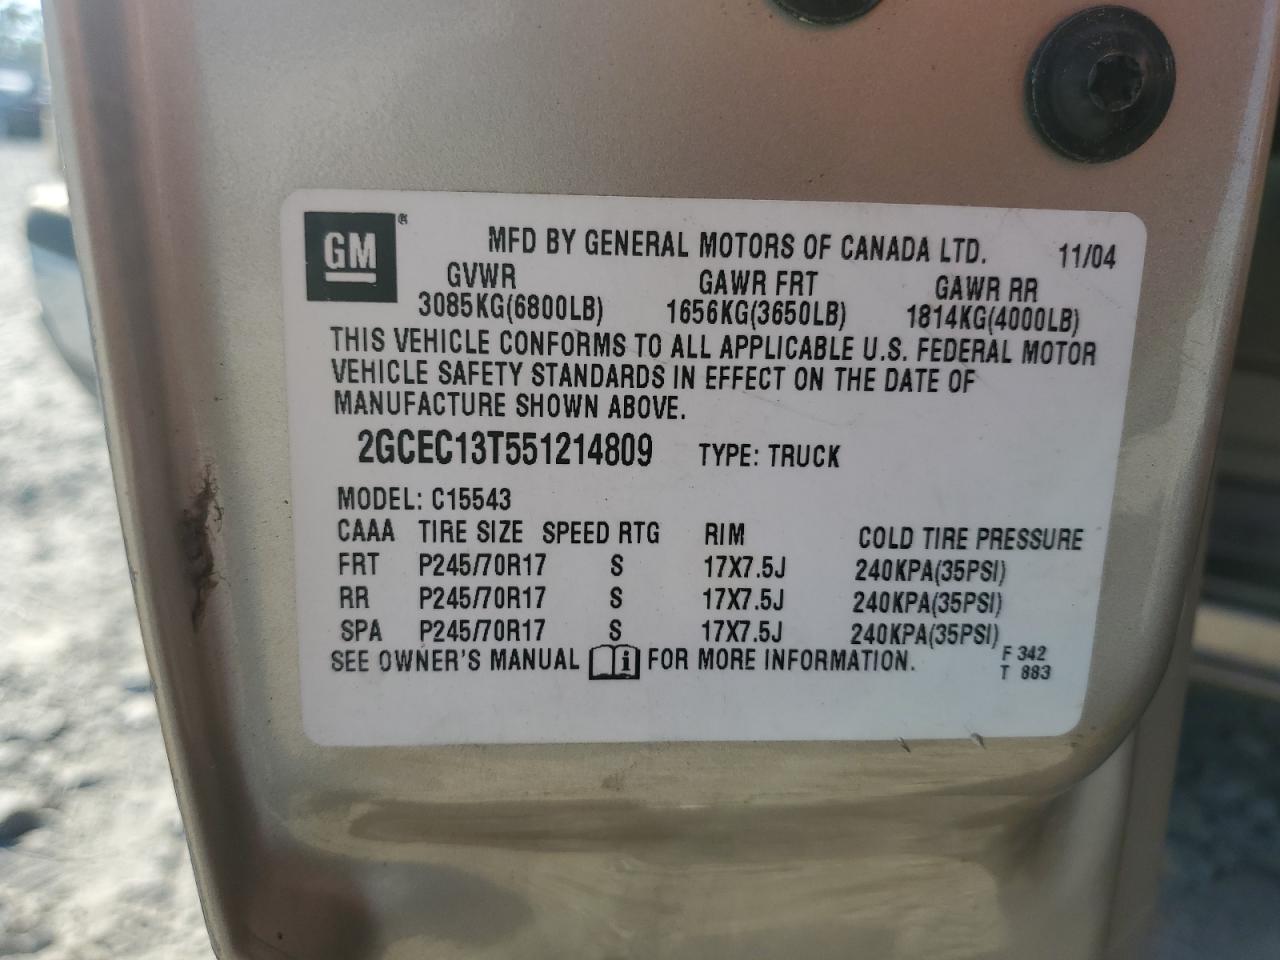 GM ®
MFD BY GENERAL MOTORS OF CANADA LTD. 11/04
GVWR GAWR FRT GAWR RR
3085KG(6800LB) 1656KG(3650LB) 1814KG(4000LB)
THIS VEHICLE CONFORMS TO ALL APPLICABLE U.S. FEDERAL MOTOR
VEHICLE SAFETY STANDARDS IN EFFECT ON THE DATE OF
MANUFACTURE SHOWN ABOVE.
2GCEC13T551214809 TYPE: TRUCK
MODEL: C15543
CAAA TIRE SIZE SPEED RTG RIM COLD TIRE PRESSURE
FRT P245/70R17 S 17X7.5J 240KPA(35PSI)
RR P245/70R17 S 17X7.5J 240KPA(35PSI)
SPA P245/70R17 S 17X7.5J 240KPA(35PSI)
SEE OWNER'S MANUAL i FOR MORE INFORMATION.
F 342
T 883